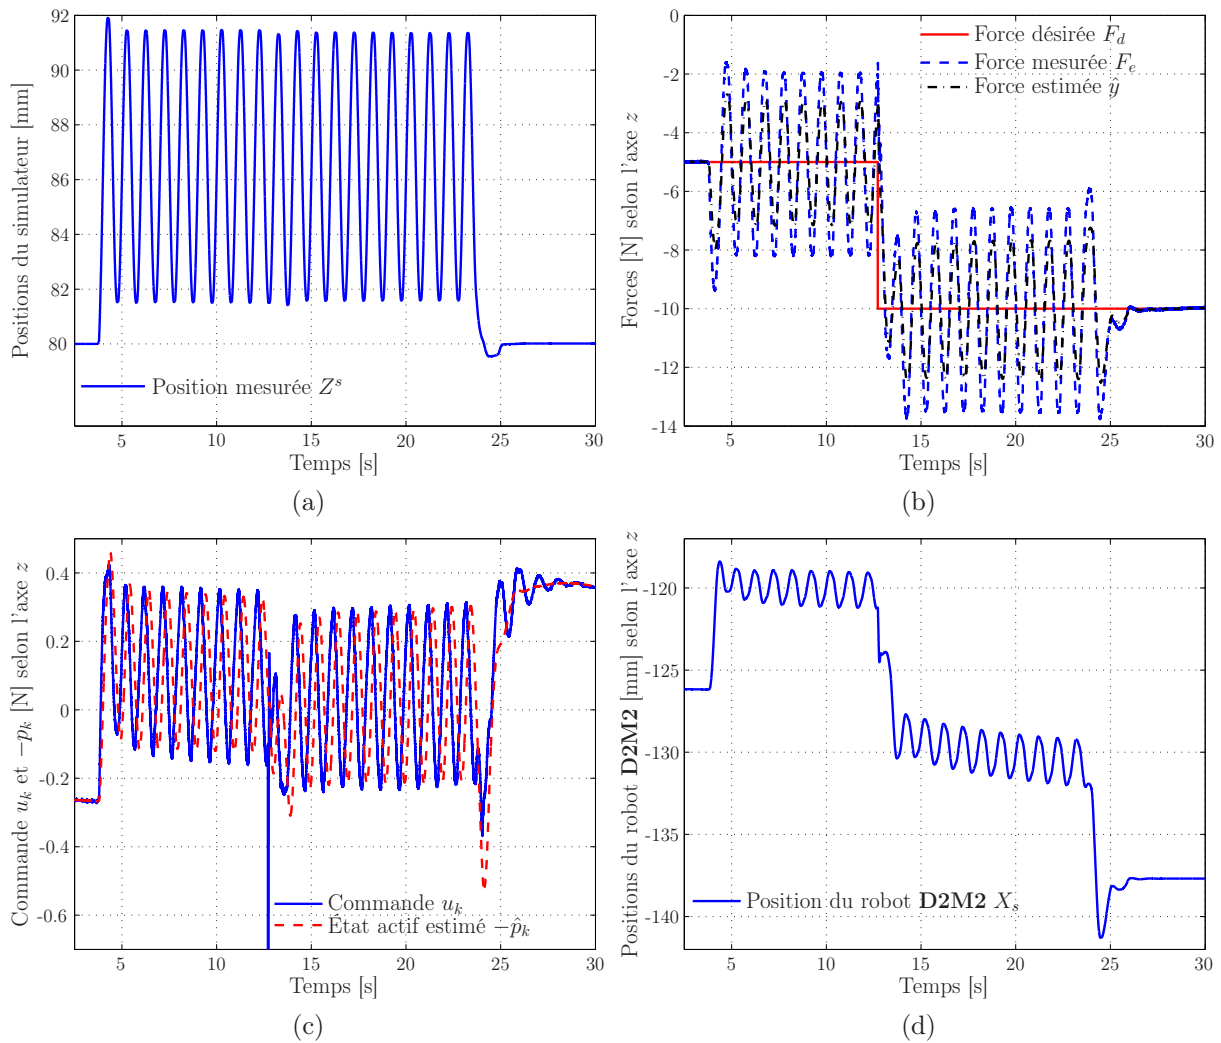 92
90
88
86
84
82
80
Positions du simulateur [mm]
Position mesurée Z^s
5 10 15 20 25 30
Temps [s]
(a)
0
-2
-4
-6
-8
-10
-12
-14
Forces [N] selon l'axe z
Force désirée F_d
Force mesurée F_e
Force estimée ŷ
5 10 15 20 25 30
Temps [s]
(b)
0.4
0.2
0
-0.2
-0.4
-0.6
Commande u_k et −p_k [N] selon l'axe z
Commande u_k
État actif estimé −p̂_k
5 10 15 20 25 30
Temps [s]
(c)
-120
-125
-130
-135
-140
Positions du robot D2M2 [mm] selon l'axe z
Position du robot D2M2 X_s
5 10 15 20 25 30
Temps [s]
(d)